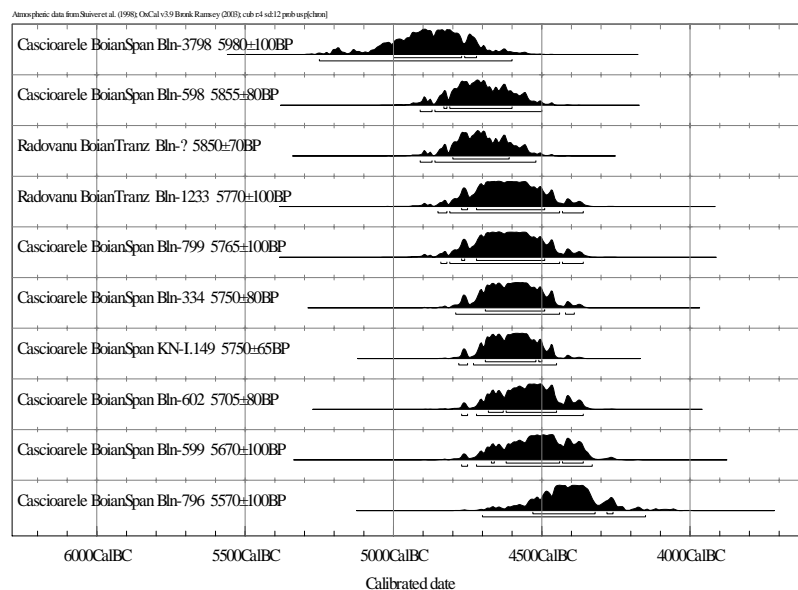 Atmospheric data from Stuiver et al. (1998); OxCal v3.9 Bronk Ramsey (2003); cub r:4 sd:12 prob usp[chron]
Cascioarele BoianSpan Bln-3798 5980±100BP
Cascioarele BoianSpan Bln-598 5855±80BP
Radovanu BoianTranz Bln-? 5850±70BP
Radovanu BoianTranz Bln-1233 5770±100BP
Cascioarele BoianSpan Bln-799 5765±100BP
Cascioarele BoianSpan Bln-334 5750±80BP
Cascioarele BoianSpan KN-I.149 5750±65BP
Cascioarele BoianSpan Bln-602 5705±80BP
Cascioarele BoianSpan Bln-599 5670±100BP
Cascioarele BoianSpan Bln-796 5570±100BP
6000CalBC 5500CalBC 5000CalBC 4500CalBC 4000CalBC
Calibrated date